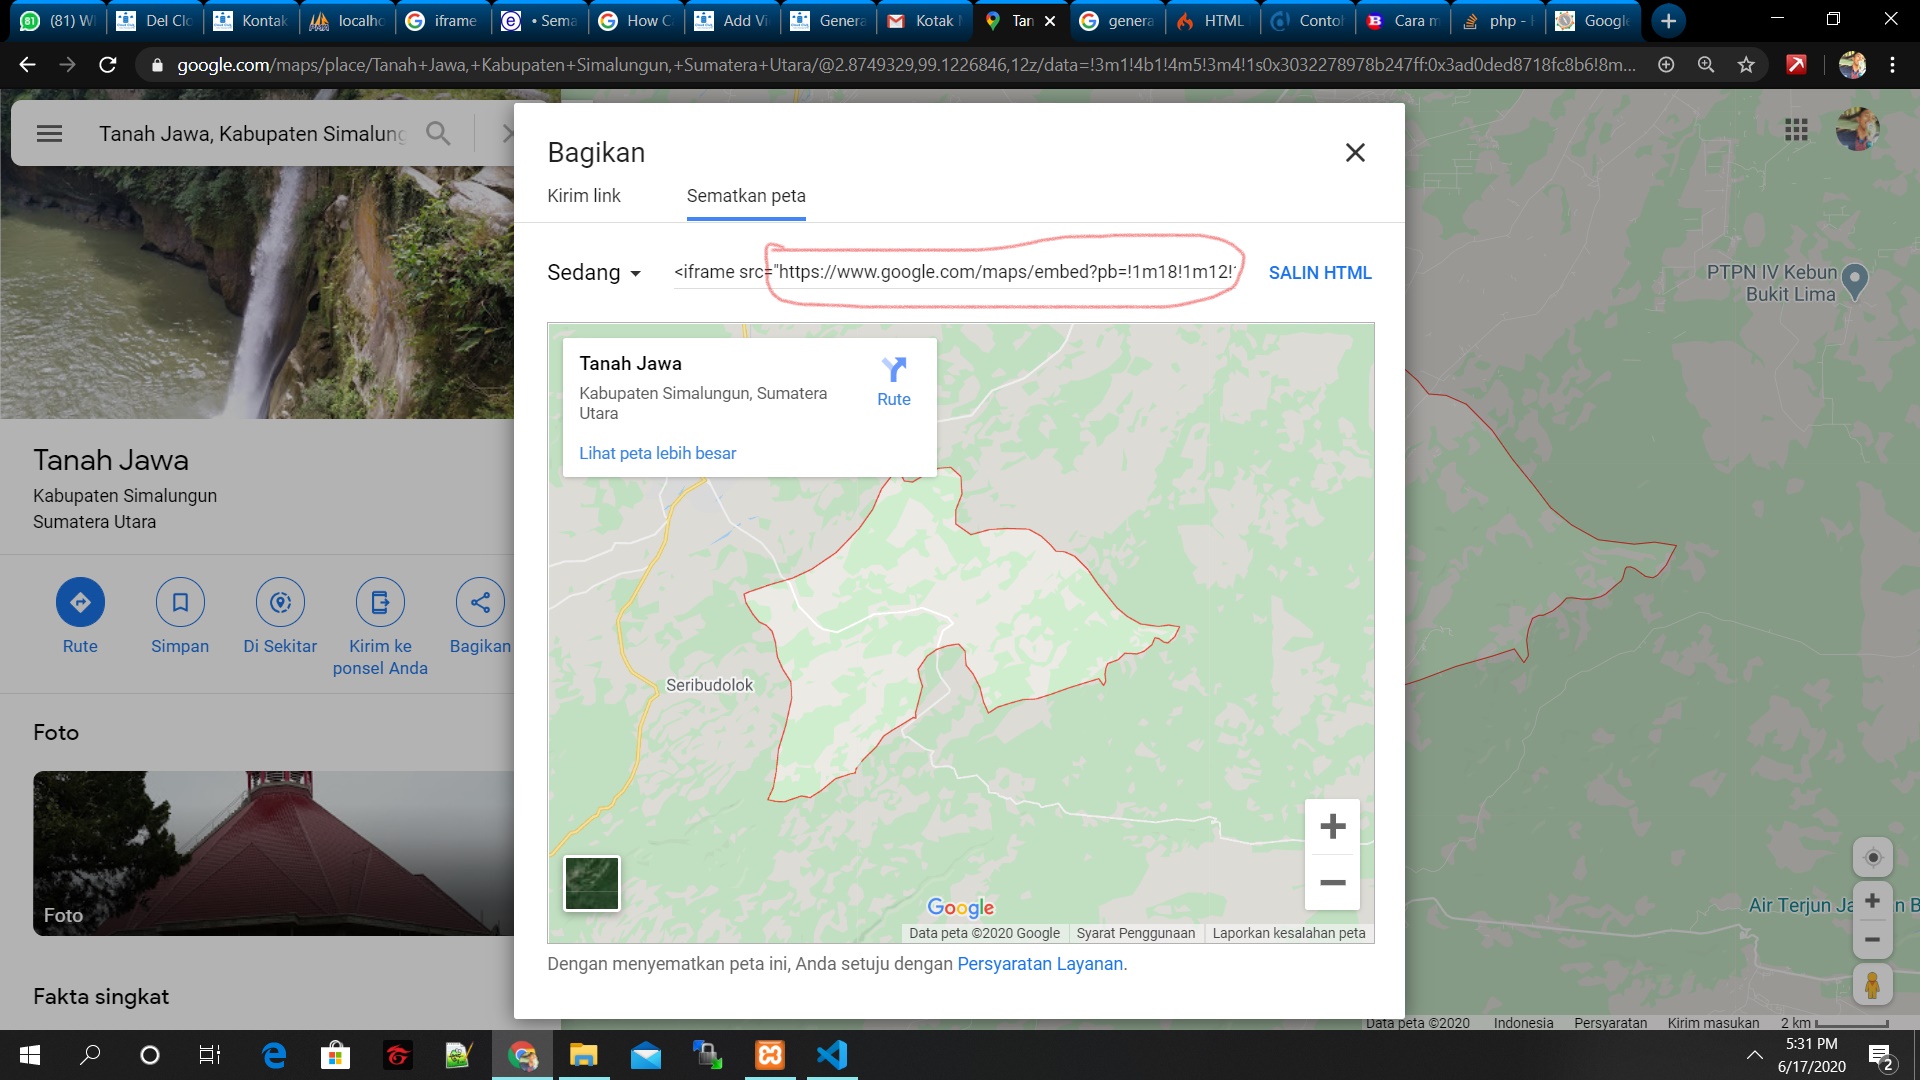 (81) WI
Del Clo
Kontak
localho
iframe
• Sema
How C
Add Vi
Genera
Kotak
Tan
genera
HTML
Conto
Cara m
php -
Google
google.com/maps/place/Tanah+Jawa,+Kabupaten+Simalungun,+Sumatera+Utara/@2.8749329,99.1226846,12z/data=!3m1!4b1!4m5!3m4!1s0x3032278978b247ff:0x3ad0ded8718fc8b6!8m...
Tanah Jawa, Kabupaten Simalung
Bagikan
Kirim link
Sematkan peta
Sedang
<iframe src="https://www.google.com/maps/embed?pb=!1m18!1m12!
SALIN HTML
PTPN IV Kebun
Bukit Lima
Tanah Jawa
Kabupaten Simalungun, Sumatera
Utara
Lihat peta lebih besar
Rute
Seribudolok
Google
Data peta ©2020 Google
Syarat Penggunaan
Laporkan kesalahan peta
Dengan menyematkan peta ini, Anda setuju dengan Persyaratan Layanan.
Tanah Jawa
Kabupaten Simalungun
Sumatera Utara
Rute
Simpan
Di Sekitar
Kirim ke
ponsel Anda
Bagikan
Foto
Foto
Fakta singkat
Air Terjun Ja
n B
Data peta ©2020
Indonesia
Persyaratan
Kirim masukan
2 km
5:31 PM
6/17/2020
2